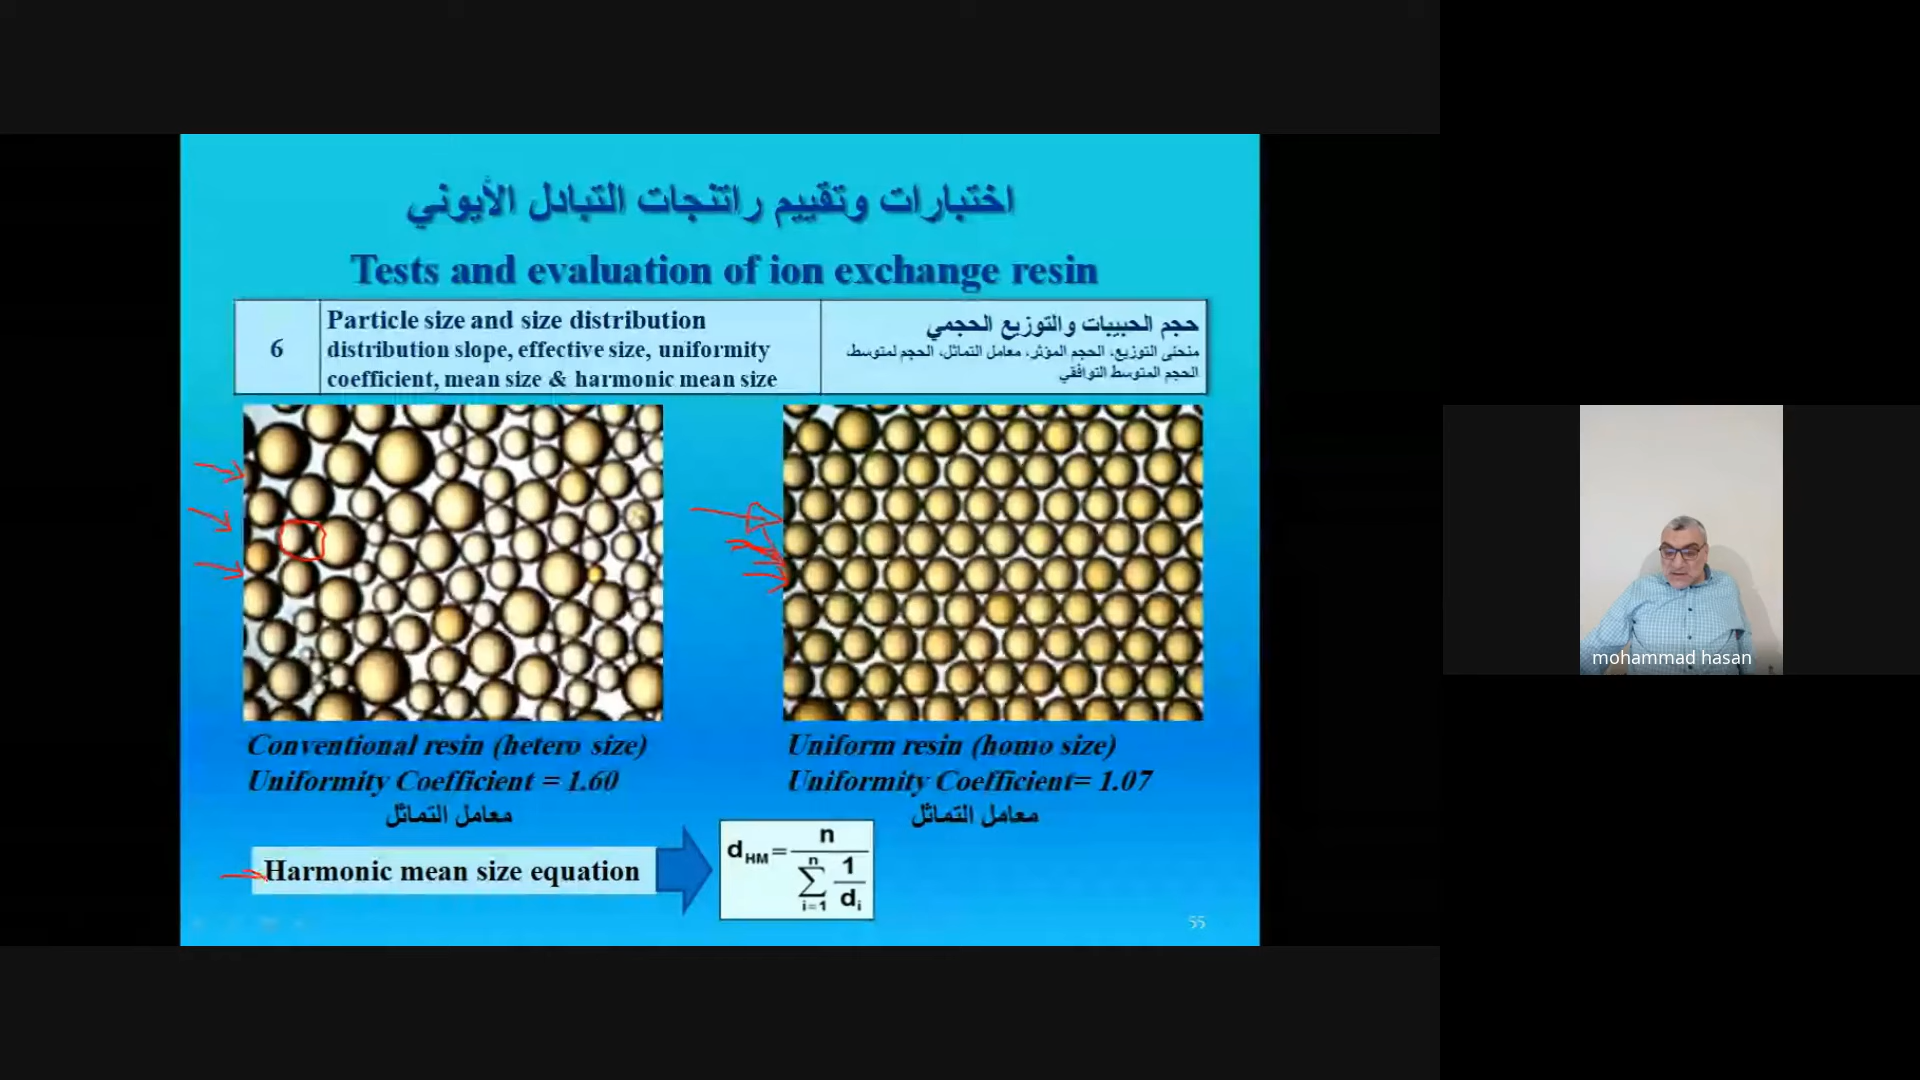 اختبارات وتقييم راتنجات التبادل الأيوني
Tests and evaluation of ion exchange resin
6
Particle size and size distribution
distribution slope, effective size, uniformity
coefficient, mean size & harmonic mean size
حجم الحبيبات والتوزيع الحجمي
منحنى التوزيع، الحجم المؤثر، معامل التماثل، الحجم لمتوسط،
الحجم المتوسط التوافقي
Conventional resin (hetero size)
Uniformity Coefficient = 1.60
معامل التماثل
Uniform resin (homo size)
Uniformity Coefficient= 1.07
معامل التماثل
Harmonic mean size equation
d HM = n / n ∑ i=1 1 / di
55
mohammad hasan